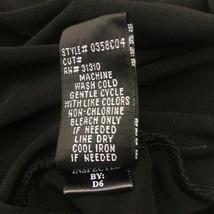 STYLE# 0358C04
CUT#
RN# 31310
MACHINE
WASH COLD
GENTLE CYCLE
WITH LIKE COLORS
NON-CHLORINE
BLEACH ONLY
IF NEEDED
LINE DRY
COOL IRON
IF NEEDED
INSPECTED
BY:
D6